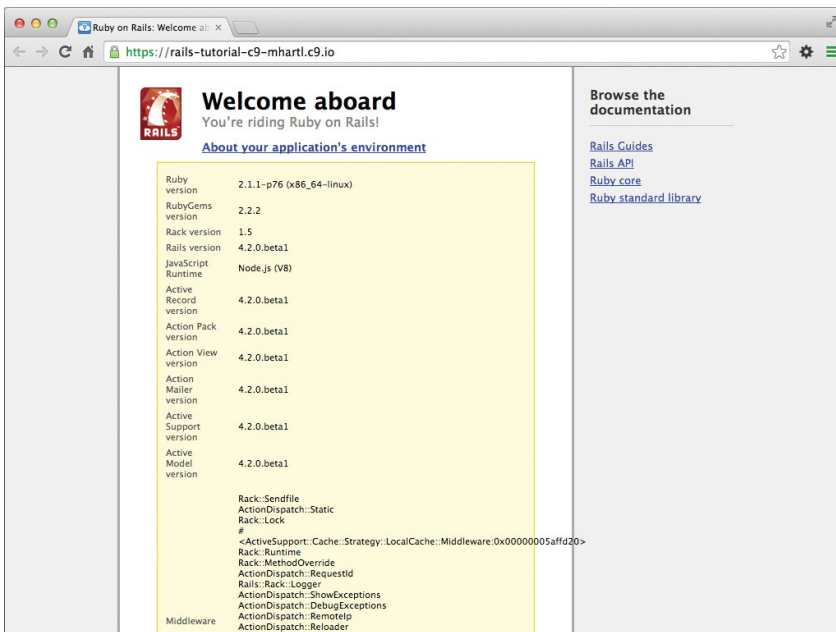 Ruby on Rails: Welcome ab
https://rails-tutorial-c9-mhartl.c9.io
RAILS
Welcome aboard
You're riding Ruby on Rails!
About your application's environment
Ruby version 2.1.1-p76 (x86_64-linux)
RubyGems version 2.2.2
Rack version 1.5
Rails version 4.2.0.beta1
JavaScript Runtime Node.js (V8)
Active Record version 4.2.0.beta1
Action Pack version 4.2.0.beta1
Action View version 4.2.0.beta1
Action Mailer version 4.2.0.beta1
Active Support version 4.2.0.beta1
Active Model version 4.2.0.beta1
Middleware
Rack::Sendfile
ActionDispatch::Static
Rack::Lock
#
<ActiveSupport::Cache::Strategy::LocalCache::Middleware:0x00000005affd20>
Rack::Runtime
Rack::MethodOverride
ActionDispatch::RequestId
Rails::Rack::Logger
ActionDispatch::ShowExceptions
ActionDispatch::DebugExceptions
ActionDispatch::RemoteIp
ActionDispatch::Reloader
Browse the
documentation
Rails Guides
Rails API
Ruby core
Ruby standard library